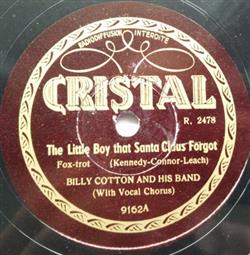 RADIODIFFUSION INTERDITE
CRISTAL
R. 2478
The Little Boy that Santa Claus Forgot
Fox-trot (Kennedy-Connor-Leach)
BILLY COTTON AND HIS BAND
(With Vocal Chorus)
9162A